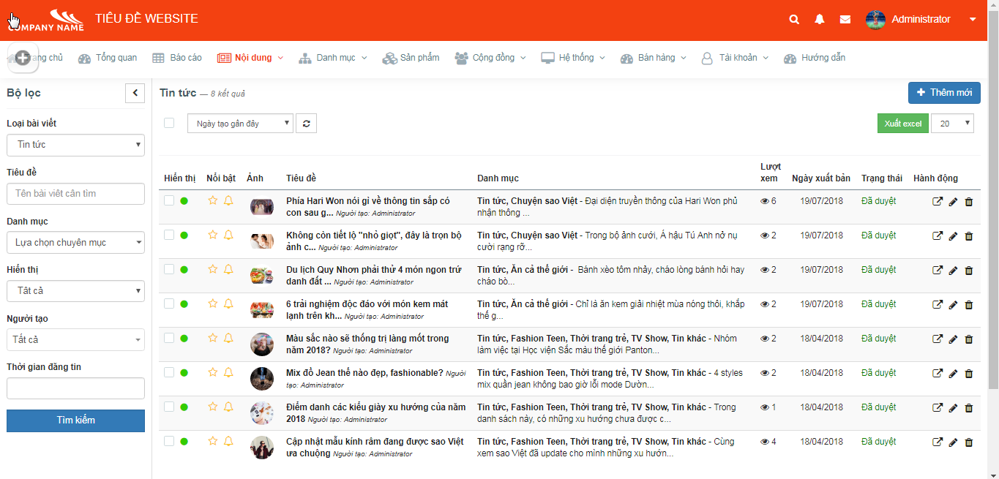 COMPANY NAME
TIÊU ĐỀ WEBSITE
Administrator
ang chủ
Tổng quan
Báo cáo
Nội dung
Danh mục
Sản phẩm
Cộng đồng
Hệ thống
Bán hàng
Tài khoản
Hướng dẫn
Bộ lọc
Loại bài viết
Tin tức
Tiêu đề
Tên bài viết cần tìm
Danh mục
Lựa chọn chuyên mục
Hiển thị
Tất cả
Người tạo
Tất cả
Thời gian đăng tin
Tìm kiếm
Tin tức — 8 kết quả
Thêm mới
Ngày tạo gần đây
Xuất excel
20
Hiển thị Nổi bật Ảnh Tiêu đề Danh mục Lượt xem Ngày xuất bản Trạng thái Hành động
Phía Hari Won nói gì về thông tin sắp có
con sau g... Người tạo: Administrator
Tin tức, Chuyện sao Việt - Đại diện truyền thông của Hari Won phủ
nhận thông ...
6 19/07/2018 Đã duyệt
Không còn tiết lộ "nhỏ giọt", đây là trọn bộ
ảnh c... Người tạo: Administrator
Tin tức, Chuyện sao Việt - Trong bộ ảnh cưới, Á hậu Tú Anh nở nụ
cười rạng rỡ...
2 19/07/2018 Đã duyệt
Du lịch Quy Nhơn phải thử 4 món ngon trứ
danh đất ... Người tạo: Administrator
Tin tức, Ăn cả thế giới - Bánh xèo tôm nhảy, cháo lòng bánh hỏi hay
cháo bò...
2 19/07/2018 Đã duyệt
6 trải nghiệm độc đáo với món kem mát
lạnh trên kh... Người tạo: Administrator
Tin tức, Ăn cả thế giới - Chỉ là ăn kem giải nhiệt mùa nóng thôi, khắp
thế g...
2 19/07/2018 Đã duyệt
Màu sắc nào sẽ thống trị làng mốt trong
năm 2018? Người tạo: Administrator
Tin tức, Fashion Teen, Thời trang trẻ, TV Show, Tin khác - Nhóm
làm việc tại Học viện Sắc màu thế giới Panton...
2 18/04/2018 Đã duyệt
Mix đồ Jean thế nào đẹp, fashionable? Người
tạo: Administrator
Tin tức, Fashion Teen, Thời trang trẻ, TV Show, Tin khác - 4 styles
mix quần jean không bao giờ lỗi mode Dườn...
2 18/04/2018 Đã duyệt
Điểm danh các kiểu giày xu hướng của năm
2018 Người tạo: Administrator
Tin tức, Fashion Teen, Thời trang trẻ, TV Show, Tin khác - Trong
danh sách này, có những xu hướng chưa được c...
1 18/04/2018 Đã duyệt
Cập nhật mẫu kính râm đang được sao Việt
ưa chuộng Người tạo: Administrator
Tin tức, Fashion Teen, Thời trang trẻ, TV Show, Tin khác - Cùng
xem sao Việt đã update cho mình những xu hướn...
4 18/04/2018 Đã duyệt